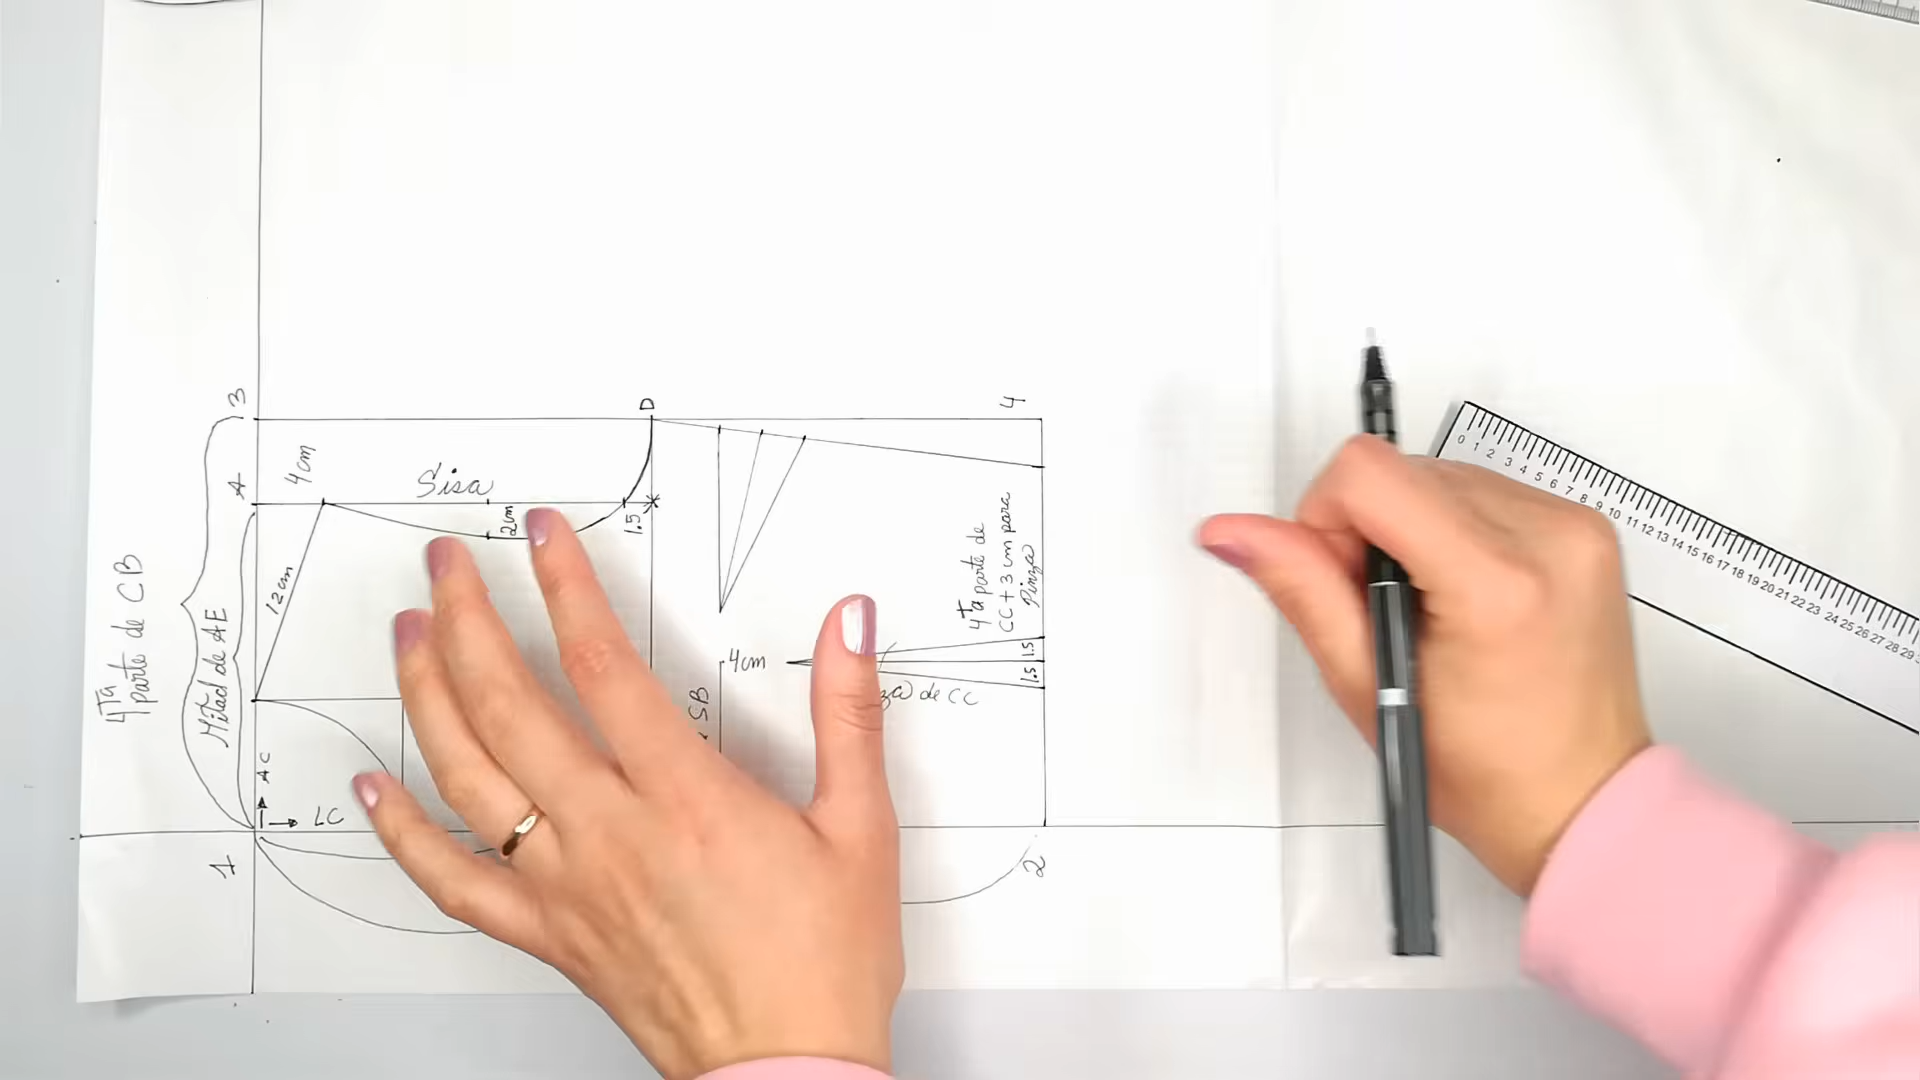 4Ta
parte de CB
Mitad de AE
3
A
4cm
Sisa
D
4
12cm
2cm
1.5
4Ta parte de
CC + 3 cm para
Pinza
1.5
1.5
4cm
SB
de CC
AC
LC
1
2
0 1 2 3 4 5 6 7 8 9 10 11 12 13 14 15 16 17 18 19 20 21 22 23 24 25 26 27 28 29